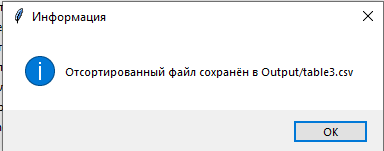 Информация
Отсортированный файл сохранён в Output/table3.csv
OK